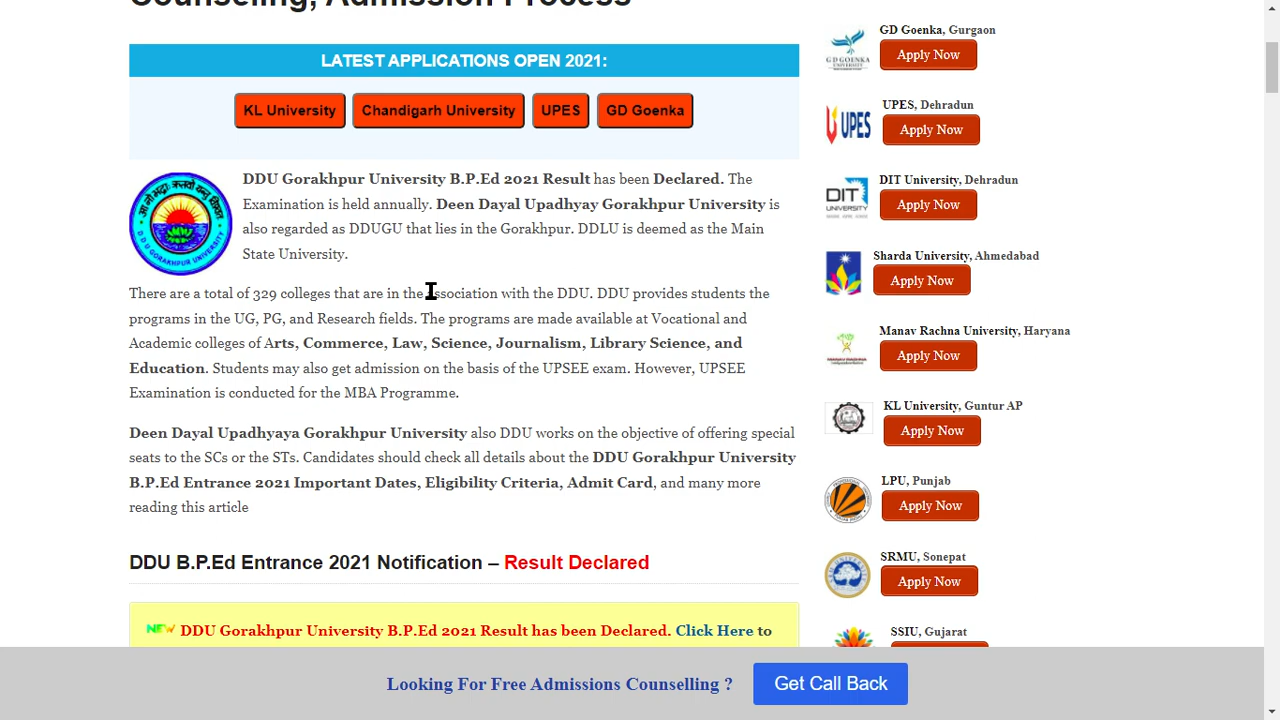 Counseling, Admission Process
LATEST APPLICATIONS OPEN 2021:
KL University
Chandigarh University
UPES
GD Goenka
DDU Gorakhpur University B.P.Ed 2021 Result has been Declared. The
Examination is held annually. Deen Dayal Upadhyay Gorakhpur University is
also regarded as DDUGU that lies in the Gorakhpur. DDLU is deemed as the Main
State University.
There are a total of 329 colleges that are in the association with the DDU. DDU provides students the
programs in the UG, PG, and Research fields. The programs are made available at Vocational and
Academic colleges of Arts, Commerce, Law, Science, Journalism, Library Science, and
Education. Students may also get admission on the basis of the UPSEE exam. However, UPSEE
Examination is conducted for the MBA Programme.
Deen Dayal Upadhyaya Gorakhpur University also DDU works on the objective of offering special
seats to the SCs or the STs. Candidates should check all details about the DDU Gorakhpur University
B.P.Ed Entrance 2021 Important Dates, Eligibility Criteria, Admit Card, and many more
reading this article
DDU B.P.Ed Entrance 2021 Notification – Result Declared
NEW DDU Gorakhpur University B.P.Ed 2021 Result has been Declared. Click Here to
GD Goenka, Gurgaon
Apply Now
UPES, Dehradun
Apply Now
DIT University, Dehradun
Apply Now
Sharda University, Ahmedabad
Apply Now
Manav Rachna University, Haryana
Apply Now
KL University, Guntur AP
Apply Now
LPU, Punjab
Apply Now
SRMU, Sonepat
Apply Now
SSIU, Gujarat
Looking For Free Admissions Counselling ?
Get Call Back